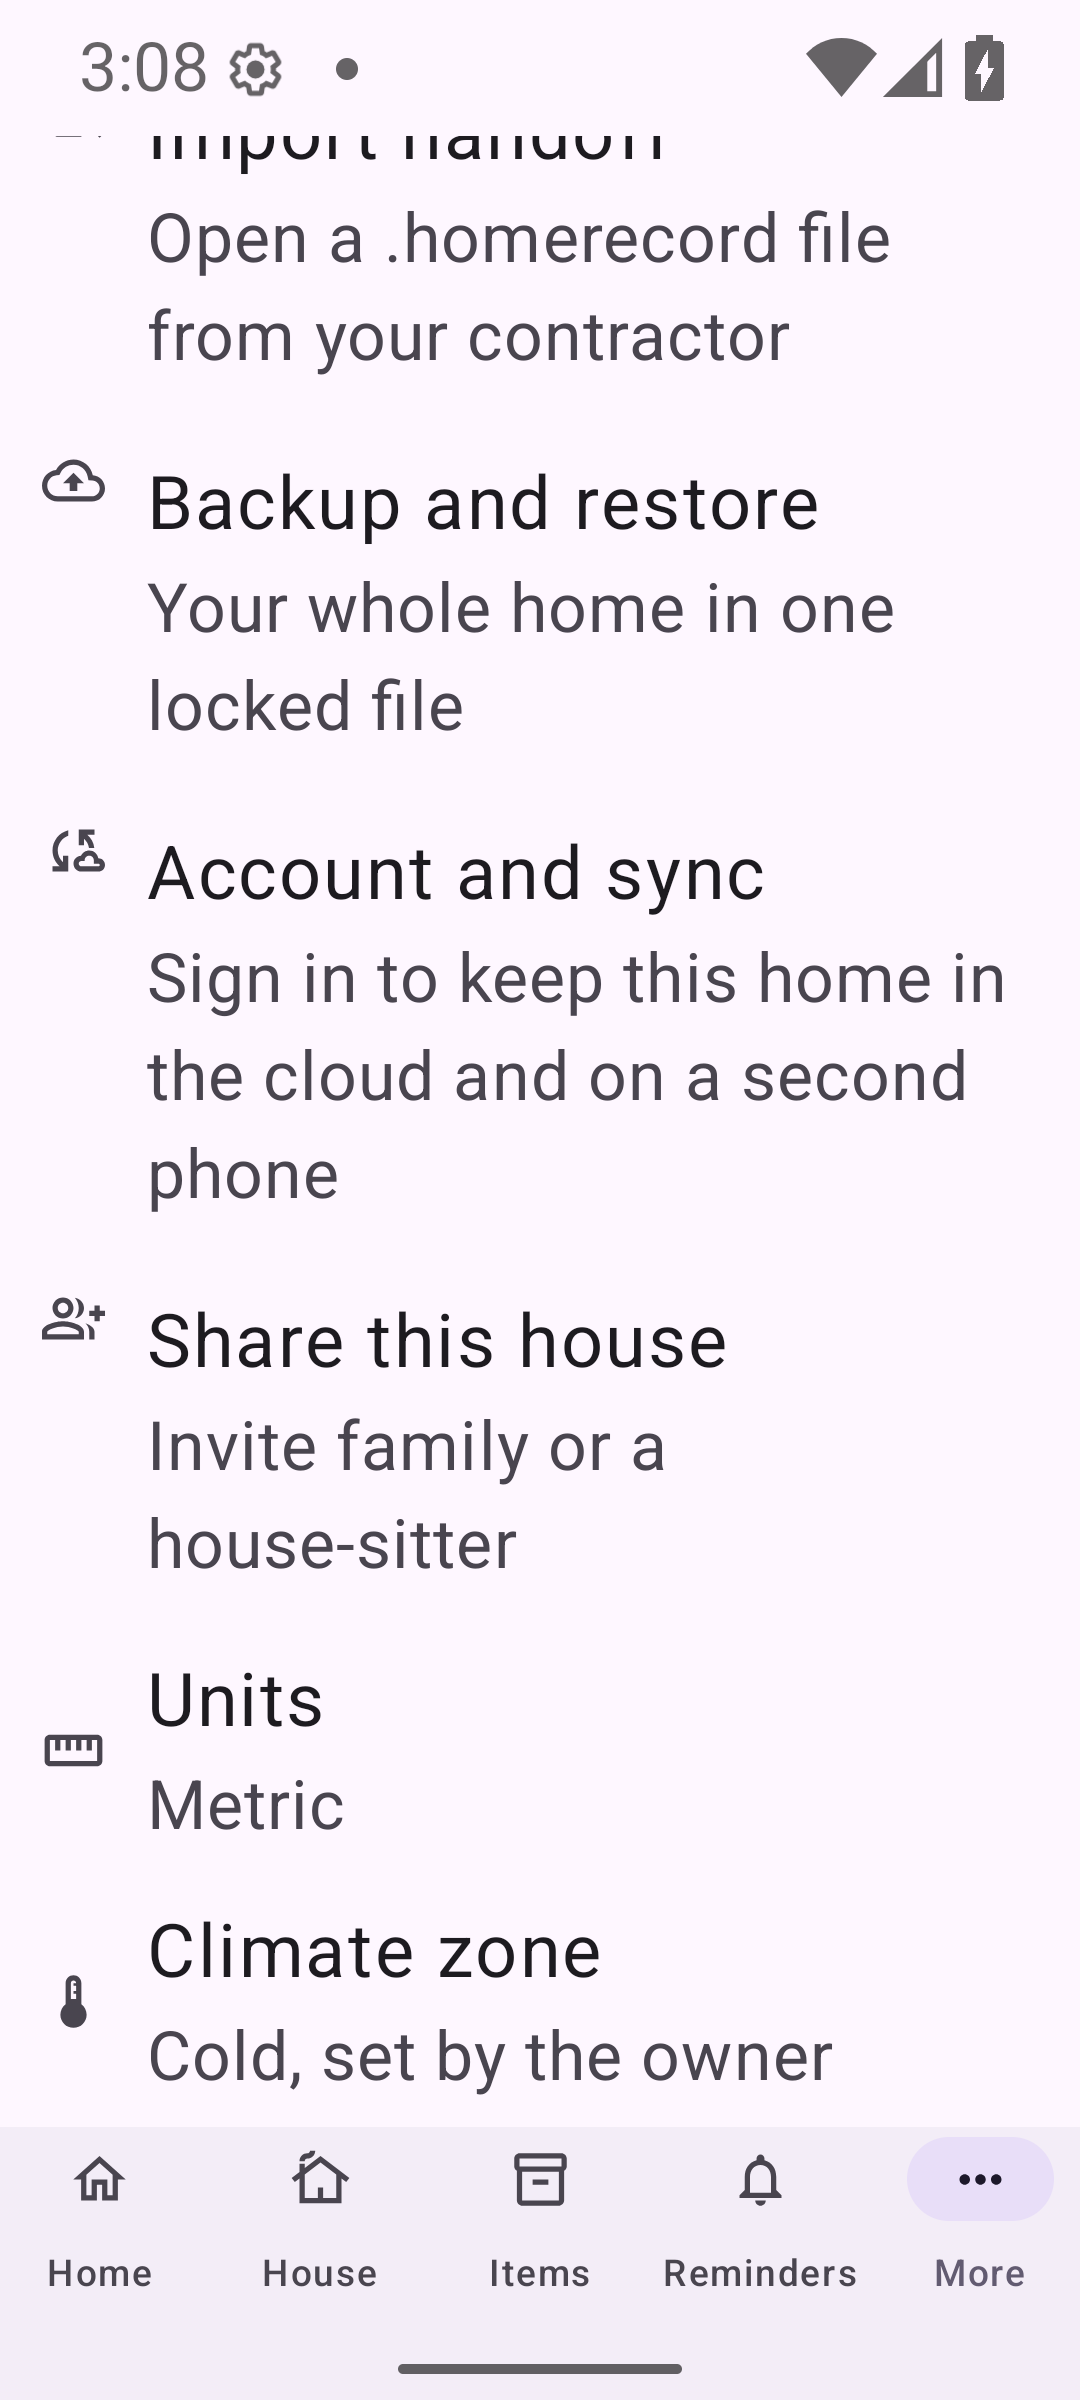 3:08
Import handoff
Open a .homerecord file
from your contractor
Backup and restore
Your whole home in one
locked file
Account and sync
Sign in to keep this home in
the cloud and on a second
phone
Share this house
Invite family or a
house-sitter
Units
Metric
Climate zone
Cold, set by the owner
Home
House
Items
Reminders
More